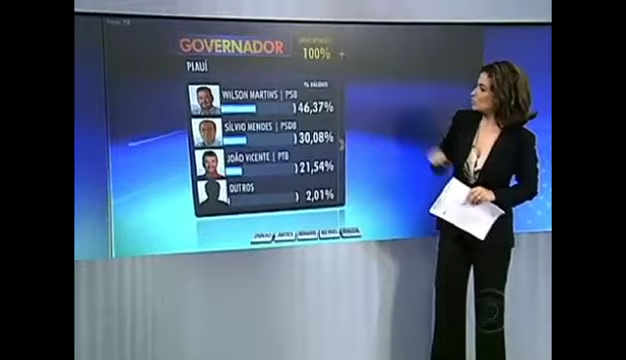 GOVERNADOR
100%
PIAUÍ
% VÁLIDOS
WILSON MARTINS | PSB
46,37%
SÍLVIO MENDES | PSDB
30,08%
JOÃO VICENTE | PTB
21,54%
OUTROS
2,01%